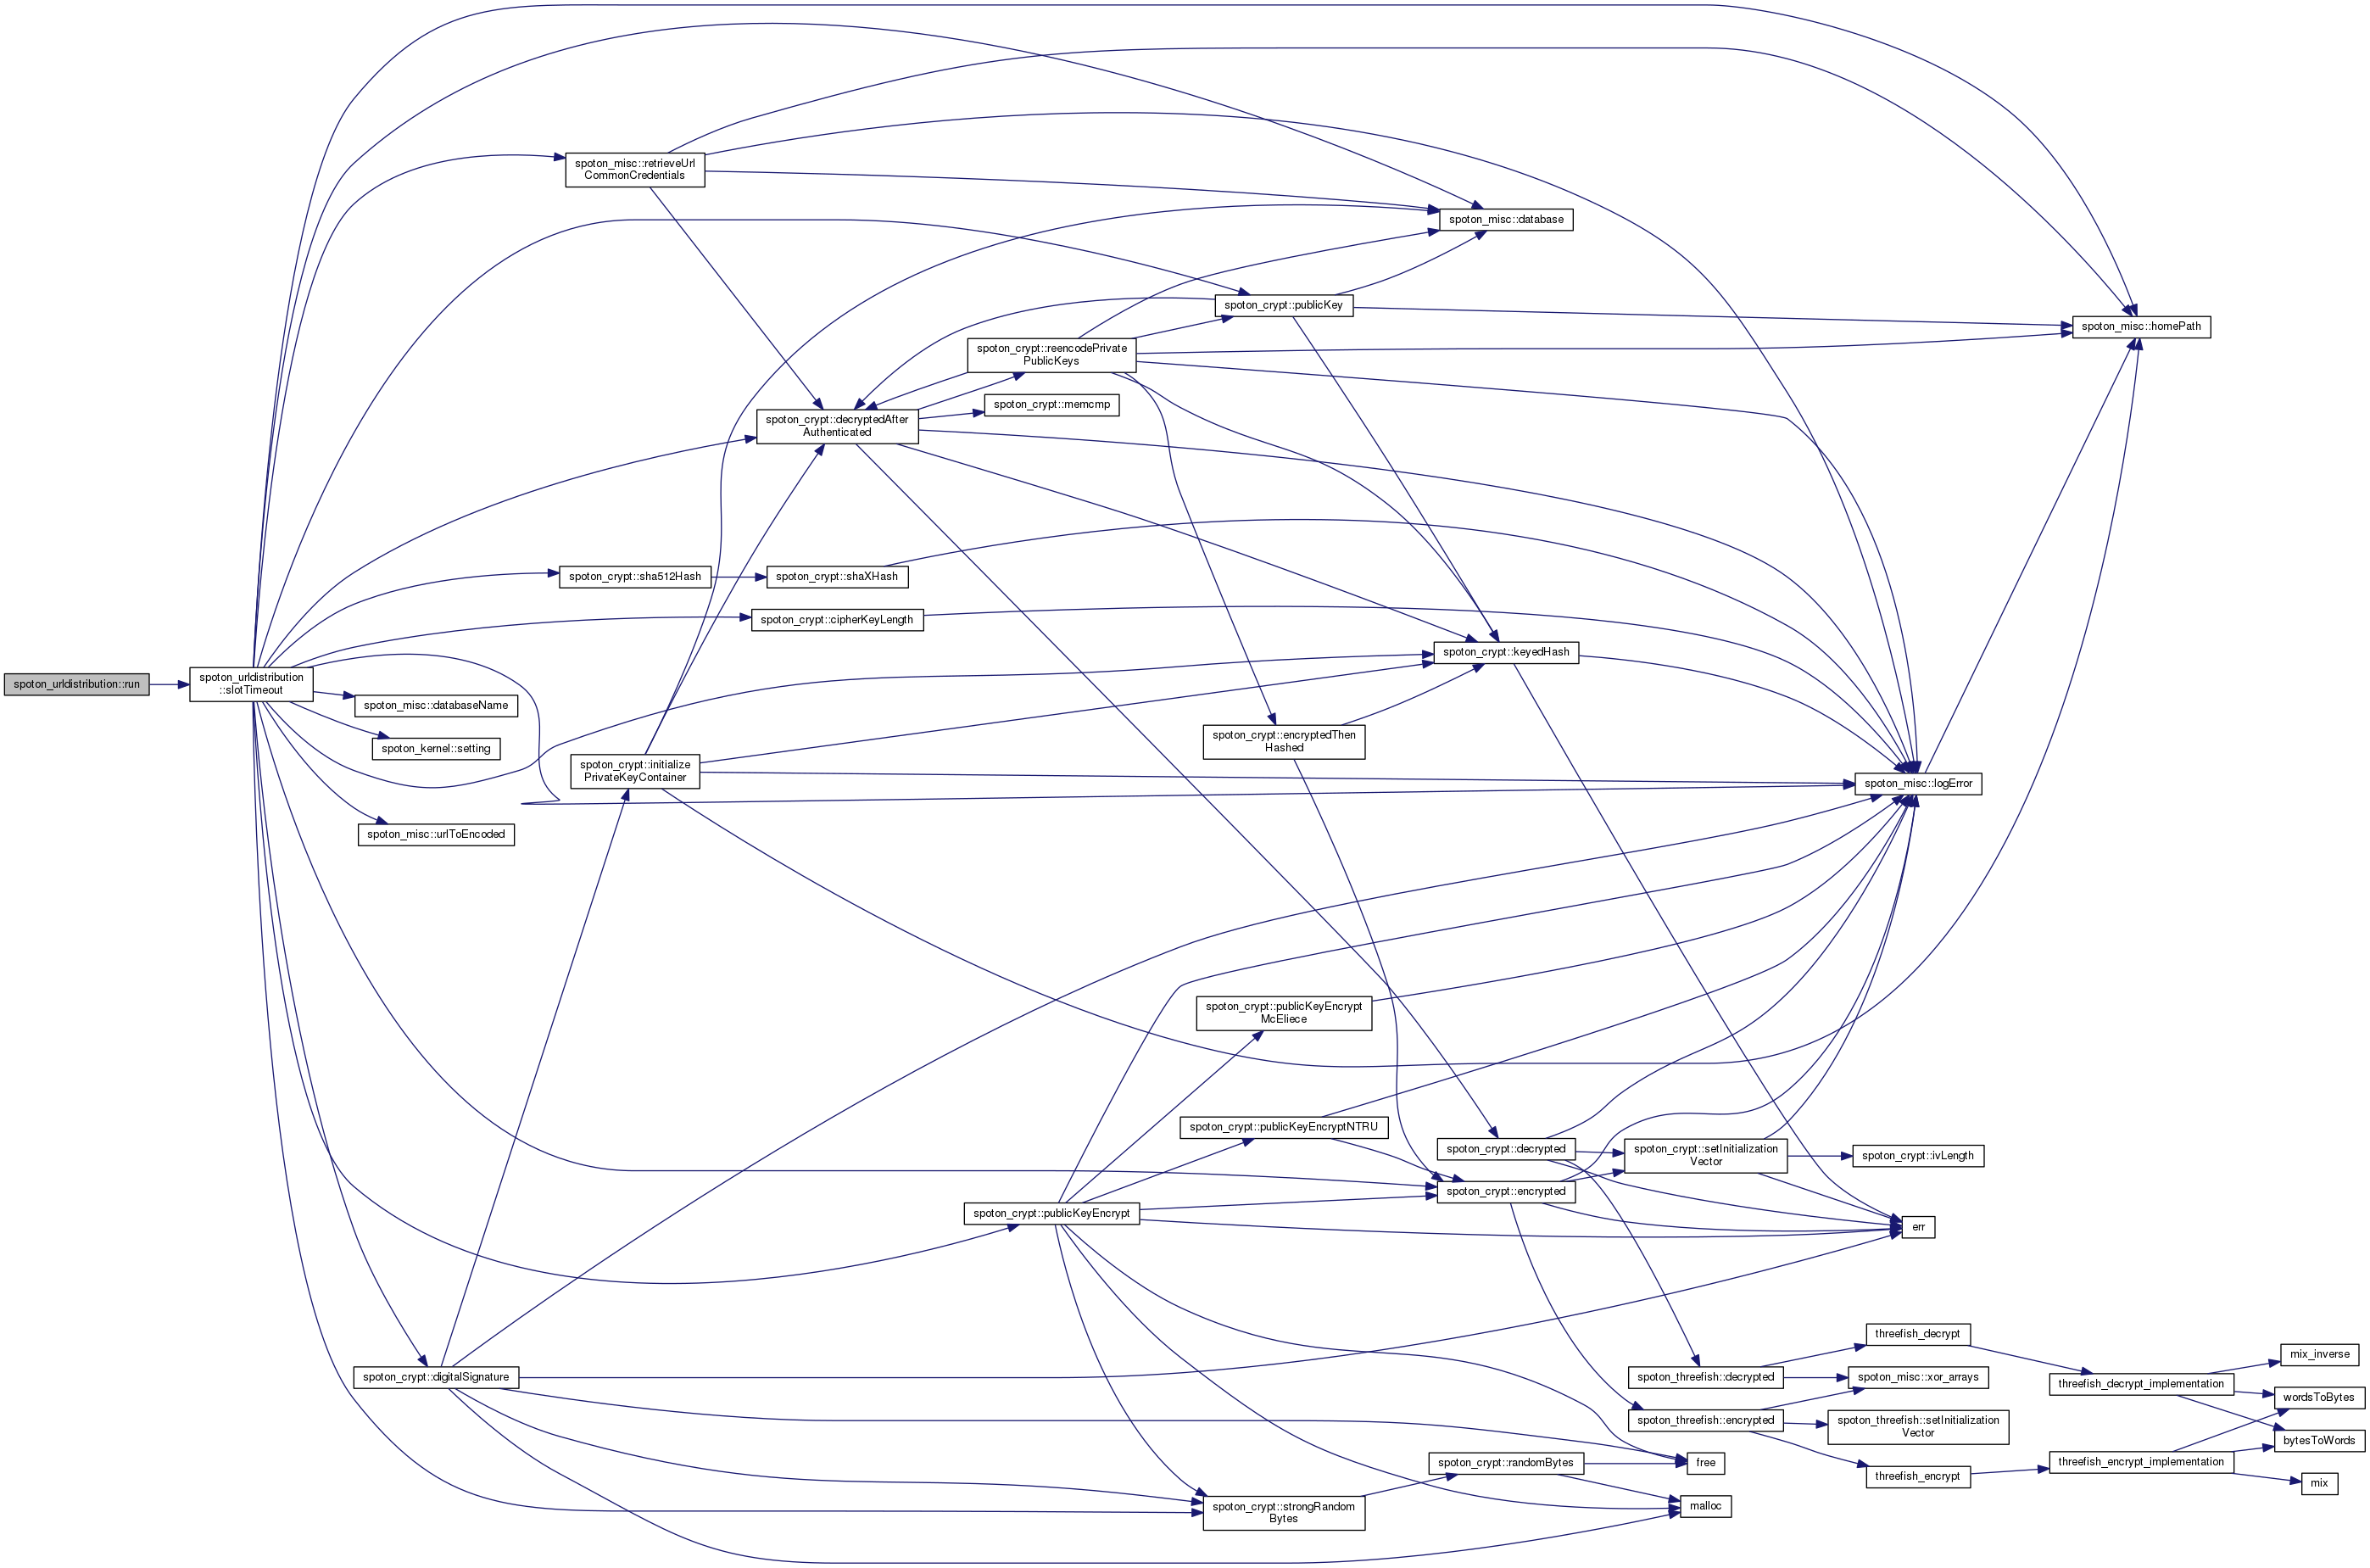 spoton_misc::retrieveUrl
CommonCredentials
spoton_misc::database
spoton_crypt::publicKey
spoton_misc::homePath
spoton_crypt::reencodePrivate
PublicKeys
spoton_crypt::memcmp
spoton_crypt::decryptedAfter
Authenticated
spoton_crypt::sha512Hash
spoton_crypt::shaXHash
spoton_crypt::cipherKeyLength
spoton_crypt::keyedHash
spoton_urldistribution::run
spoton_urldistribution
::slotTimeout
spoton_misc::databaseName
spoton_kernel::setting
spoton_crypt::encryptedThen
Hashed
spoton_crypt::initialize
PrivateKeyContainer
spoton_misc::logError
spoton_misc::urlToEncoded
spoton_crypt::publicKeyEncrypt
McEliece
spoton_crypt::publicKeyEncryptNTRU
spoton_crypt::decrypted
spoton_crypt::setInitialization
Vector
spoton_crypt::ivLength
spoton_crypt::encrypted
spoton_crypt::publicKeyEncrypt
err
threefish_decrypt
mix_inverse
spoton_crypt::digitalSignature
spoton_threefish::decrypted
spoton_misc::xor_arrays
threefish_decrypt_implementation
wordsToBytes
spoton_threefish::encrypted
spoton_threefish::setInitialization
Vector
bytesToWords
spoton_crypt::randomBytes
free
threefish_encrypt
threefish_encrypt_implementation
mix
spoton_crypt::strongRandom
Bytes
malloc